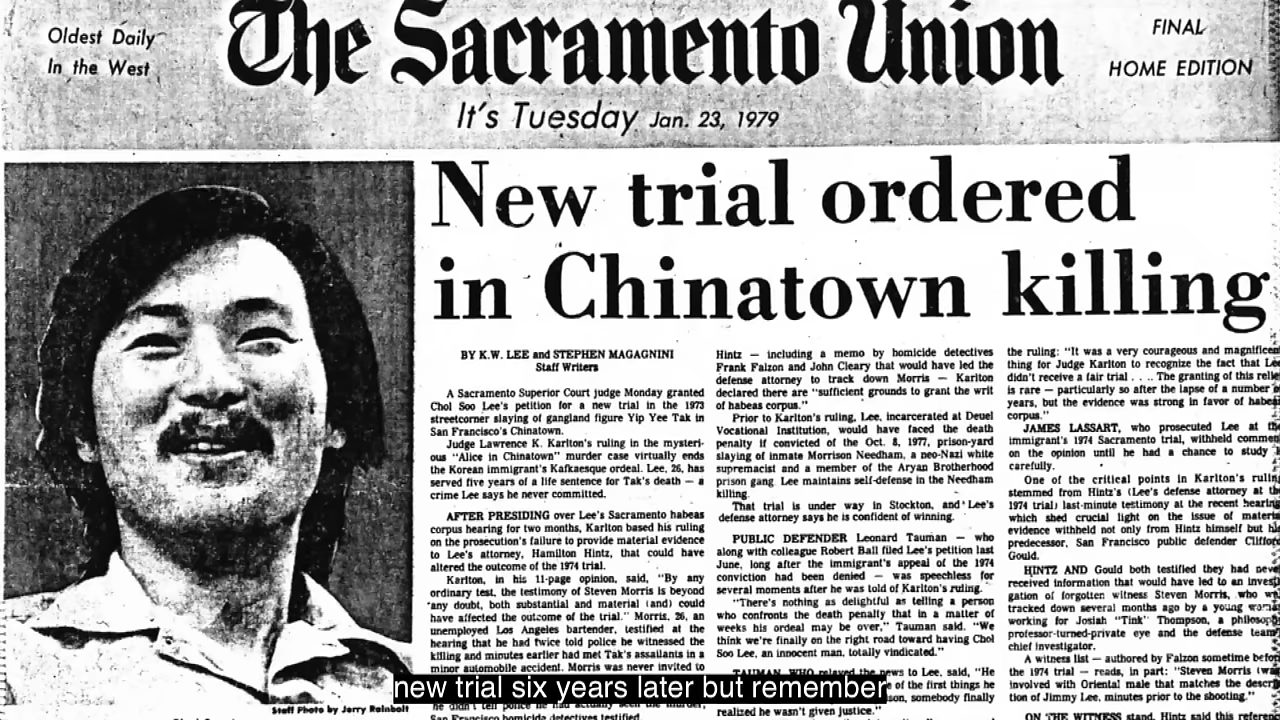 Oldest Daily
In the West
The Sacramento Union
FINAL
HOME EDITION
It's Tuesday Jan. 23, 1979
New trial ordered
in Chinatown killing
BY K.W. LEE and STEPHEN MAGAGNINI
Staff Writers
A Sacramento Superior Court judge Monday granted
Chol Soo Lee's petition for a new trial in the 1973
streetcorner slaying of gangland figure Yip Yee Tak in
San Francisco's Chinatown.
Judge Lawrence K. Karlton's ruling in the mysteri-
ous "Alice in Chinatown" murder case virtually ends
the Korean immigrant's Kafkaesque ordeal. Lee, 26, has
served five years of a life sentence for Tak's death — a
crime Lee says he never committed.
AFTER PRESIDING over Lee's Sacramento habeas
corpus hearing for two months, Karlton based his ruling
on the prosecution's failure to provide material evidence
to Lee's attorney, Hamilton Hintz, that could have
altered the outcome of the 1974 trial.
Karlton, in his 11-page opinion, said, "By any
ordinary test, the testimony of Steven Morris is beyond
any doubt, both substantial and material (and) could
have affected the outcome of the trial." Morris, 26, an
unemployed Los Angeles bartender, testified at the
hearing that he had twice told police he witnessed the
killing and minutes earlier had met Tak's assailants in a
minor automobile accident. Morris was never invited to
he didn't tell police he had actually seen the murder,
San Francisco homicide detectives testified.
Hintz — including a memo by homicide detectives
Frank Falzon and John Cleary that would have led the
defense attorney to track down Morris — Karlton
declared there are "sufficient grounds to grant the writ
of habeas corpus."
Prior to Karlton's ruling, Lee, incarcerated at Deuel
Vocational Institution, would have faced the death
penalty if convicted of the Oct. 8, 1977, prison-yard
slaying of inmate Morrison Needham, a neo-Nazi white
supremacist and a member of the Aryan Brotherhood
prison gang. Lee maintains self-defense in the Needham
killing.
That trial is under way in Stockton, and Lee's
defense attorney says he is confident of winning.
PUBLIC DEFENDER Leonard Tauman — who
along with colleague Robert Ball filed Lee's petition last
June, long after the immigrant's appeal of the 1974
conviction had been denied — was speechless for
several moments after he was told of Karlton's ruling.
"There's nothing as delightful as telling a person
who confronts the death penalty that in a matter of
weeks his ordeal may be over," Tauman said. "We
think we're finally on the right road toward having Chol
Soo Lee, an innocent man, totally vindicated."
TAUMAN, WHO relayed the news to Lee, said, "He
e of the first things he
son, somebody finally
realized he wasn't given justice."
the ruling: "It was a very courageous and magnificen
thing for Judge Karlton to recognize the fact that Le
didn't receive a fair trial . . . The granting of this relie
is rare — particularly so after the lapse of a number
years, but the evidence was strong in favor of habea
corpus."
JAMES LASSART, who prosecuted Lee at th
immigrant's 1974 Sacramento trial, withheld commen
on the opinion until he had a chance to study
carefully.
One of the critical points in Karlton's ruling
stemmed from Hintz's (Lee's defense attorney at th
1974 trial) last-minute testimony at the recent hearing
which shed crucial light on the issue of materia
evidence withheld not only from Hintz himself but hi
predecessor, San Francisco public defender Clifford
Gould.
HINTZ AND Gould both testified they had neve
received information that would have led to an investi
gation of forgotten witness Steven Morris, who w
tracked down several months ago by a young woma
working for Josiah "Tink" Thompson, a philosoph
professor-turned-private eye and the defense team
chief investigator.
A witness list — authored by Falzon sometime befor
the 1974 trial — reads, in part: "Steven Morris (wa
involved with Oriental male that matches the descri
tion of Jimmy Lee, minutes prior to the shooting."
ON THE WITNESS stand, Hintz said this refere
Staff Photo by Jerry Rainbolt
new trial six years later but remember